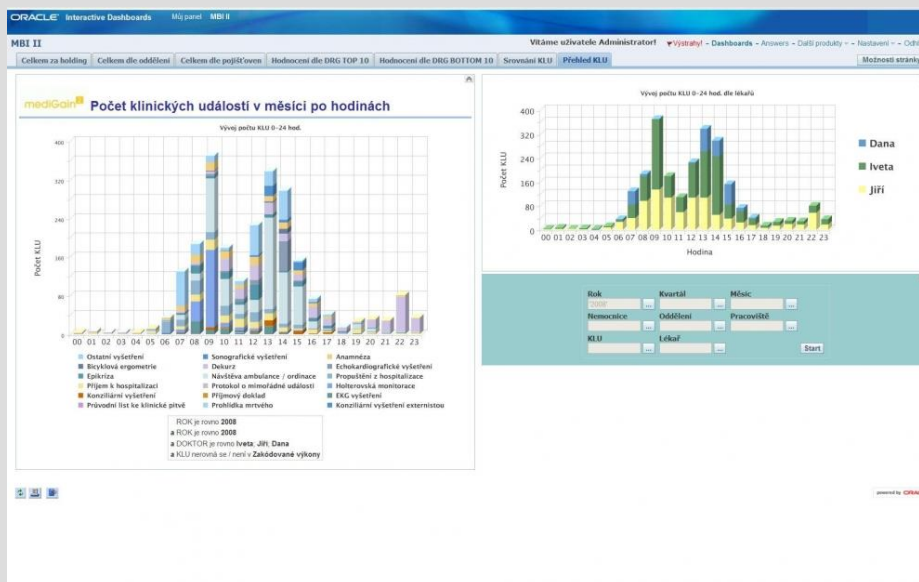 ORACLE Interactive Dashboards Můj panel MBI II
MBI II Vítáme uživatele Administrator! Výstrahy! - Dashboards - Answers - Další produkty - Nastavení - Odhl
Celkem za holding Celkem dle oddělení Celkem dle pojišťoven Hodnocení dle DRG TOP 10 Hodnocení dle DRG BOTTOM 10 Srovnání KLU Přehled KLU Možnosti stránky
mediGain Počet klinických událostí v měsíci po hodinách
Vývoj počtu KLU 0-24 hod.
400
320
240
160
80
0
Počet KLU
00 01 02 03 04 05 06 07 08 09 10 11 12 13 14 15 16 17 18 19 20 21 22 23
Hodina
Ostatní vyšetření Sonografické vyšetření Anamnéza
Bicyklová ergometrie Dekurz Echokardiografické vyšetření
Epikríza Návštěva ambulance / ordinace Propuštění z hospitalizace
Příjem k hospitalizaci Protokol o mimořádné události Holterovská monitorace
Konziliární vyšetření Příjmový doklad EKG vyšetření
Průvodní list ke klinické pitvě Prohlídka mrtvého Konziliární vyšetření externistou
ROK je rovno 2008
a ROK je rovno 2008
a DOKTOR je rovno Iveta; Jiří; Dana
a KLU nerovná se / není v Zakódované výkony
Vývoj počtu KLU 0-24 hod. dle lékařů
400
320
240
160
80
0
Počet KLU
00 01 02 03 04 05 06 07 08 09 10 11 12 13 14 15 16 17 18 19 20 21 22 23
Hodina
Dana
Iveta
Jiří
Rok Kvartál Měsíc
2008 ... ... ...
Nemocnice Oddělení Pracoviště
... ... ...
KLU Lékař
... ... Start
powered by ORACL